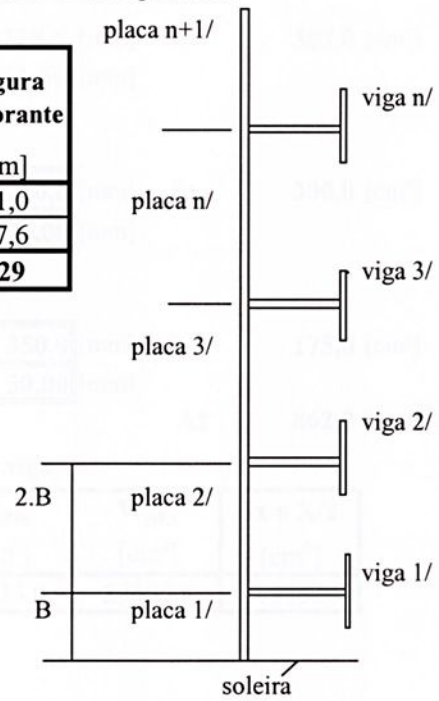 placa n+1/
viga n/
placa n/
viga 3/
placa 3/
viga 2/
2.B
placa 2/
viga 1/
B
placa 1/
soleira
gura
orante
m]
1,0
7,6
29